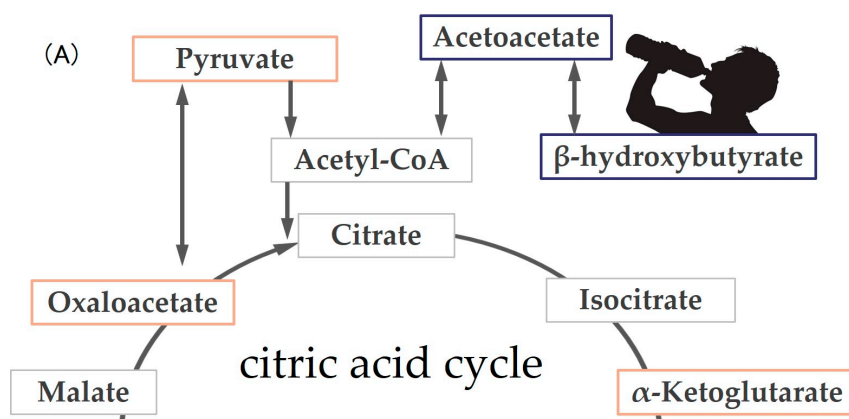 (A)
Pyruvate
Acetoacetate
Acetyl-CoA
β-hydroxybutyrate
Citrate
Oxaloacetate
Isocitrate
citric acid cycle
Malate
α-Ketoglutarate